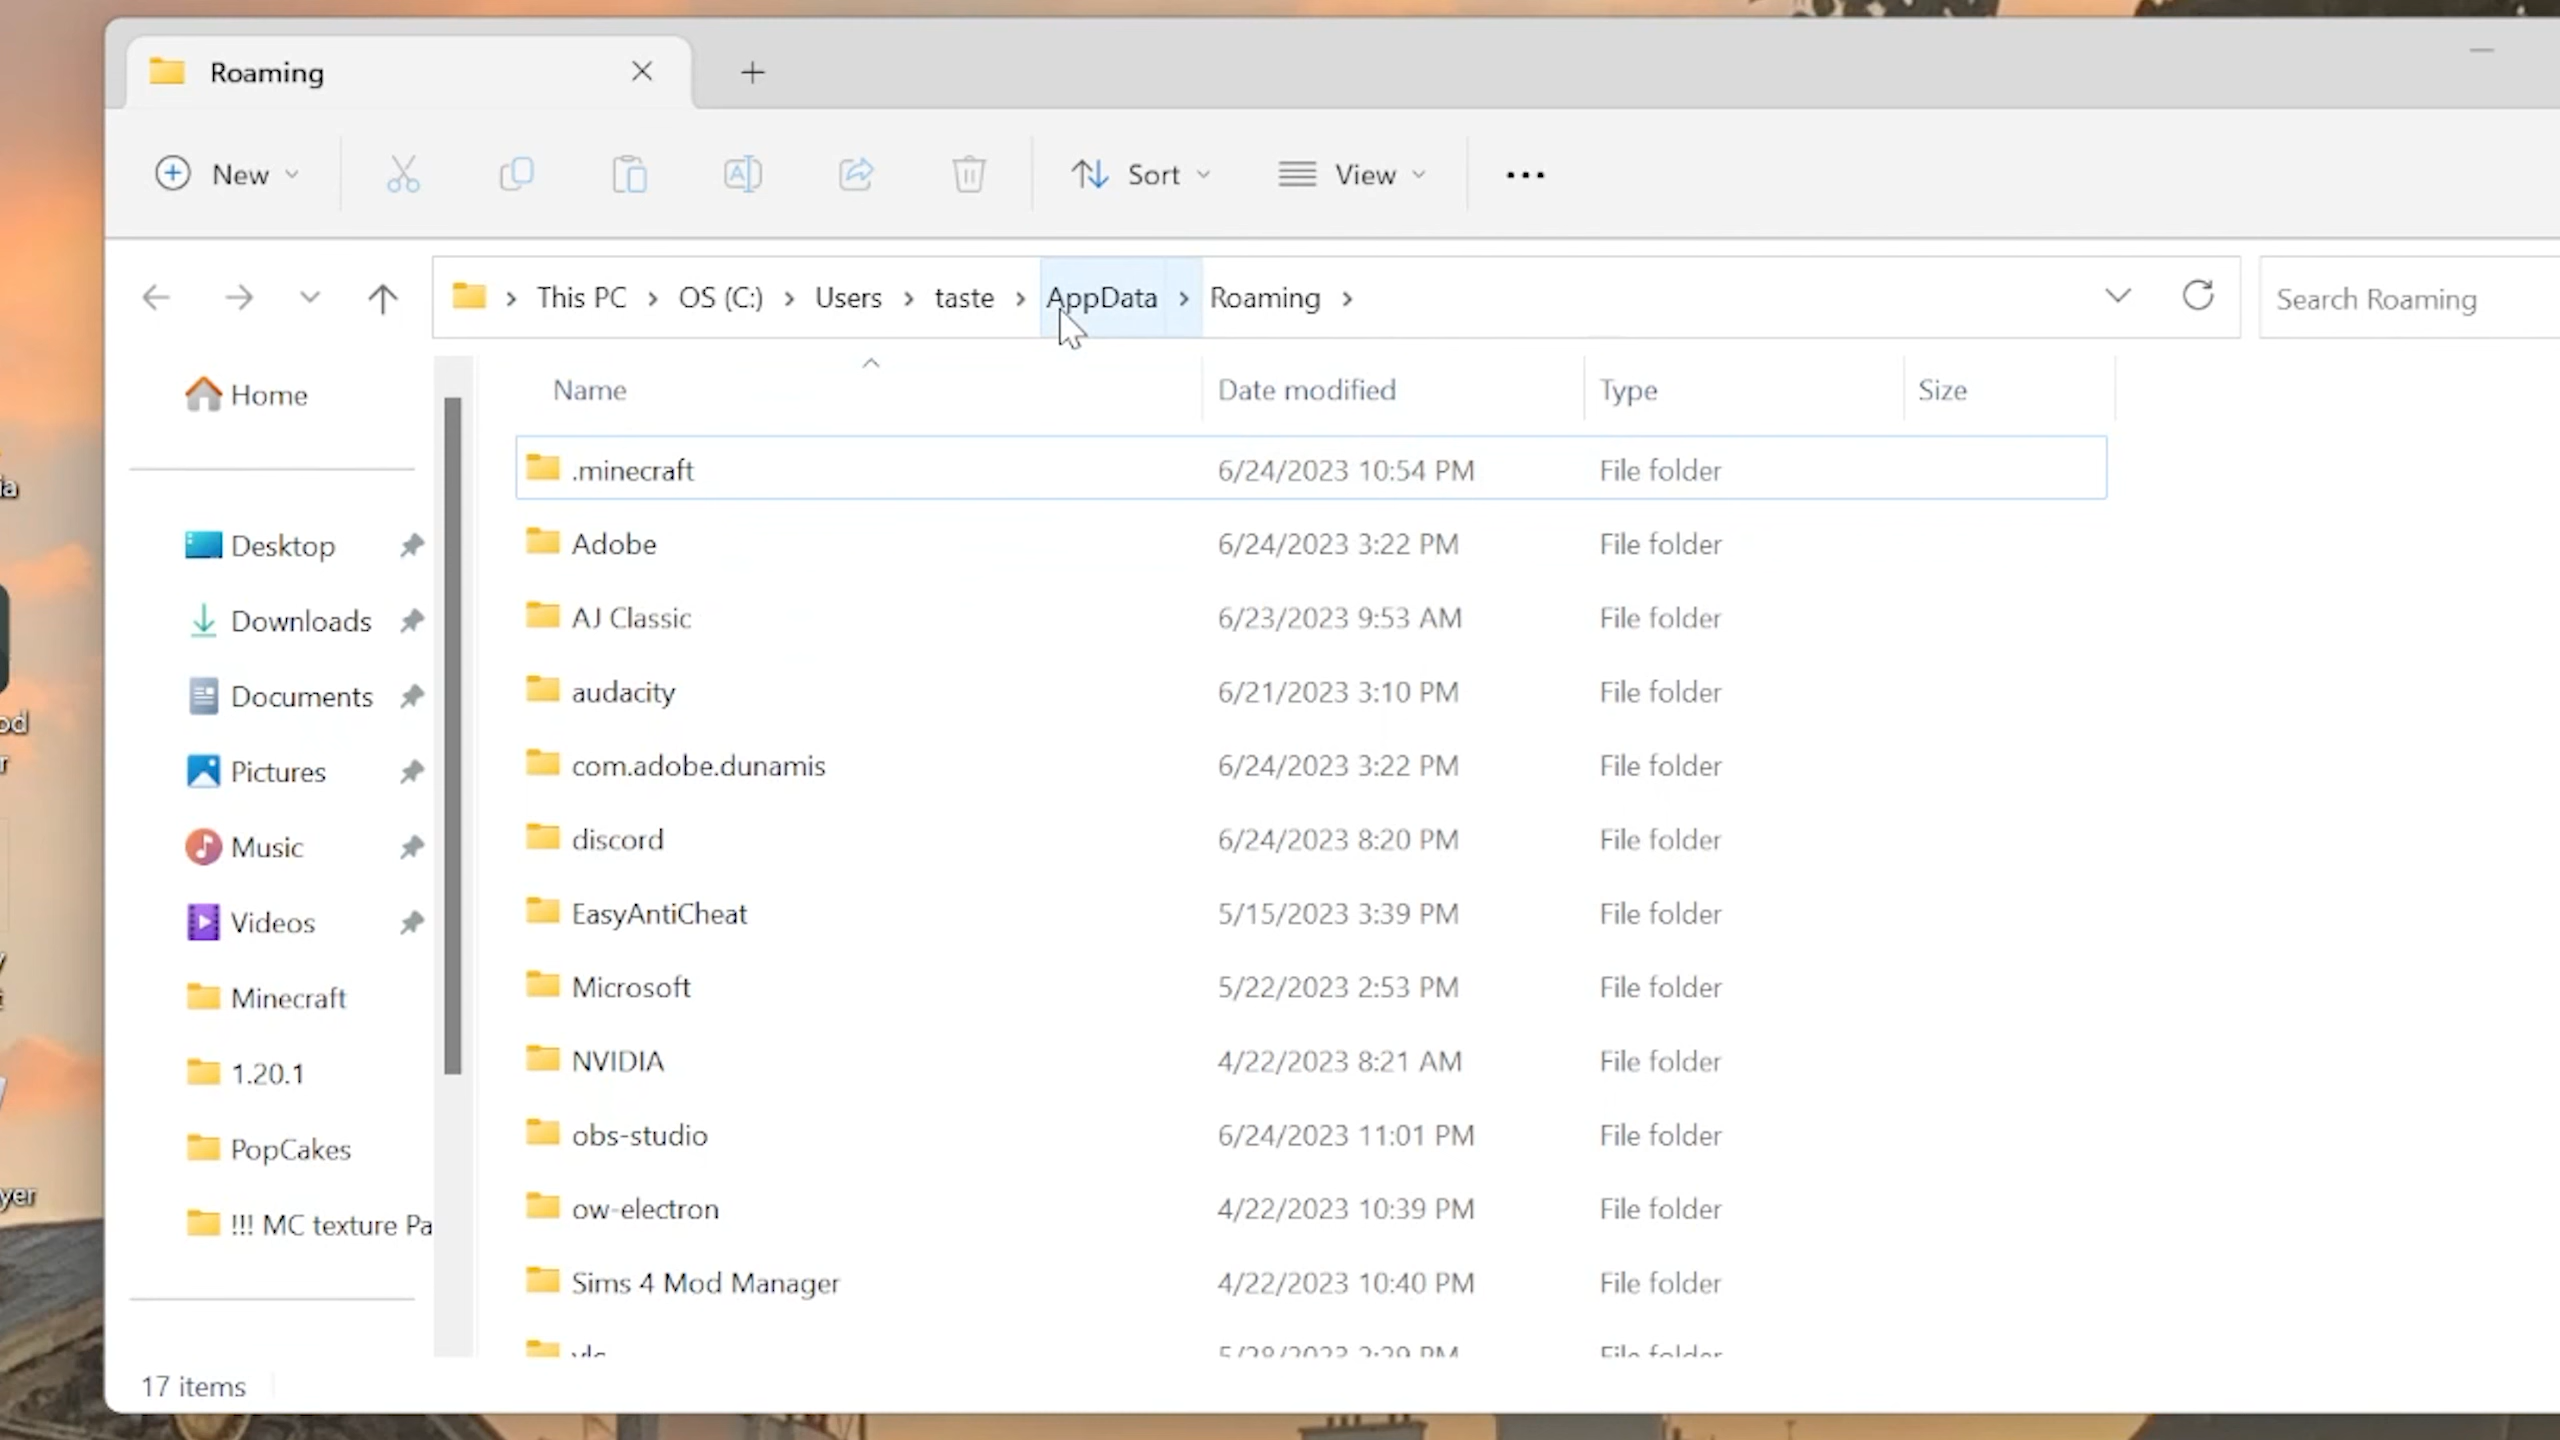 Roaming
New
Sort
View
This PC > OS (C:) > Users > taste > AppData > Roaming >
Search Roaming
Home
Desktop
Downloads
Documents
Pictures
Music
Videos
Minecraft
1.20.1
PopCakes
!!! MC texture Pa
Name Date modified Type Size
.minecraft 6/24/2023 10:54 PM File folder
Adobe 6/24/2023 3:22 PM File folder
AJ Classic 6/23/2023 9:53 AM File folder
audacity 6/21/2023 3:10 PM File folder
com.adobe.dunamis 6/24/2023 3:22 PM File folder
discord 6/24/2023 8:20 PM File folder
EasyAntiCheat 5/15/2023 3:39 PM File folder
Microsoft 5/22/2023 2:53 PM File folder
NVIDIA 4/22/2023 8:21 AM File folder
obs-studio 6/24/2023 11:01 PM File folder
ow-electron 4/22/2023 10:39 PM File folder
Sims 4 Mod Manager 4/22/2023 10:40 PM File folder
17 items